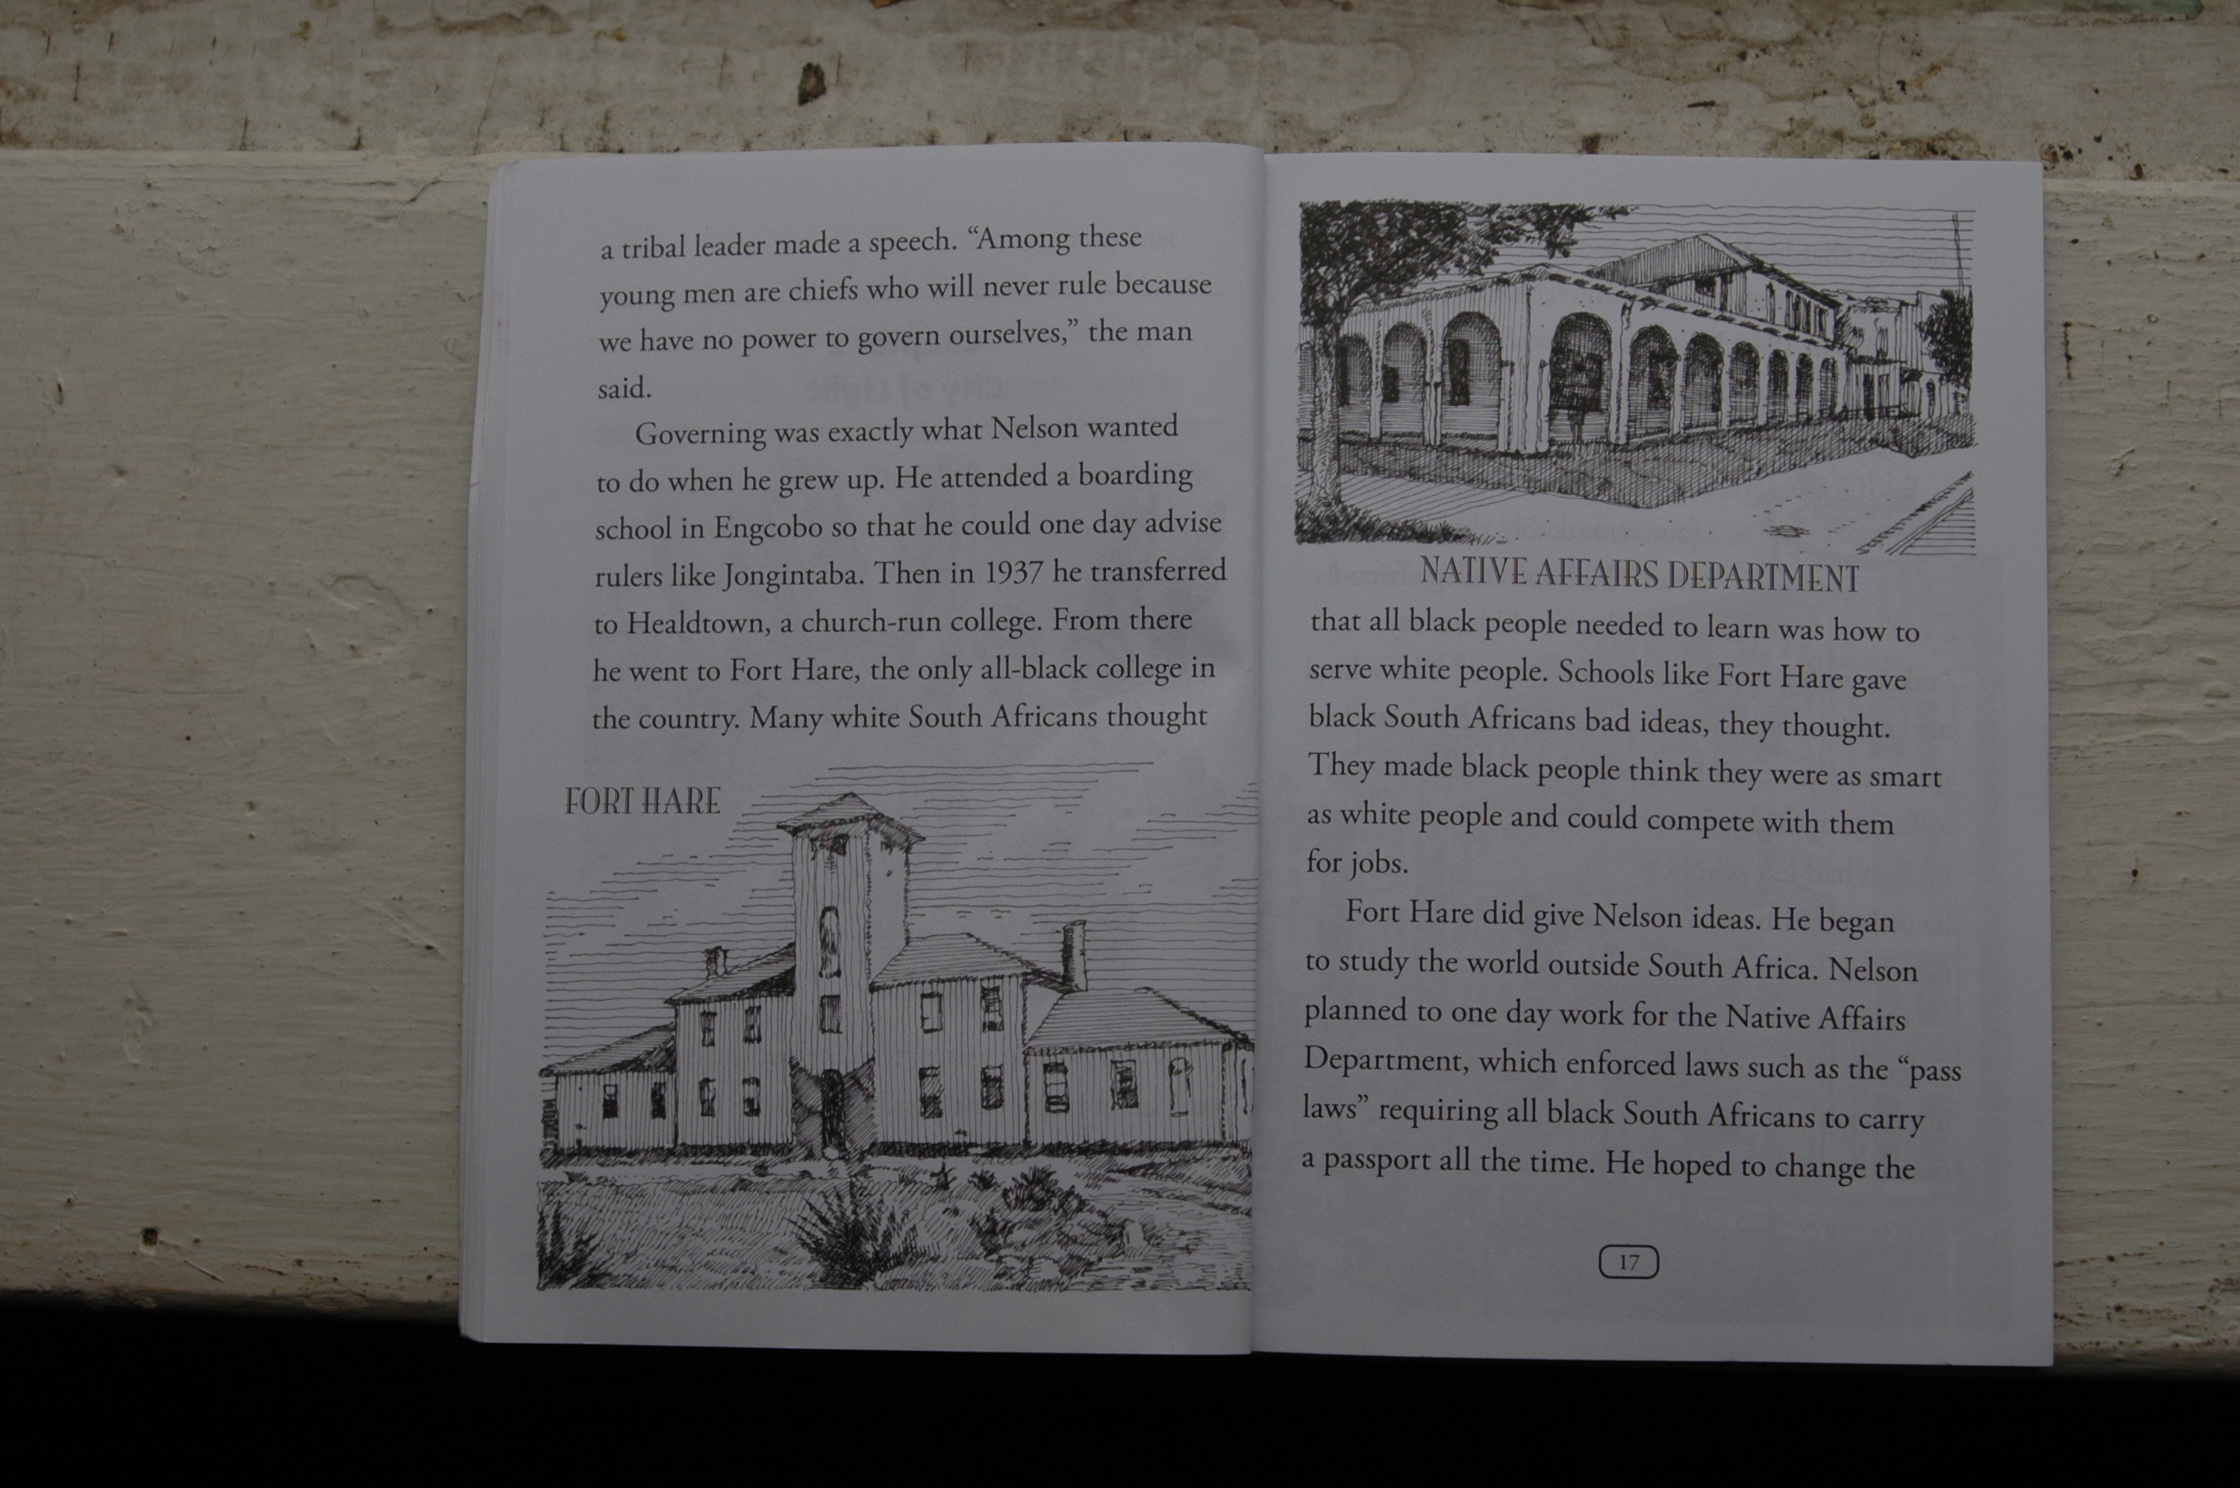 a tribal leader made a speech. “Among these
young men are chiefs who will never rule because
we have no power to govern ourselves,” the man
said.
Governing was exactly what Nelson wanted
to do when he grew up. He attended a boarding
school in Engcobo so that he could one day advise
rulers like Jongintaba. Then in 1937 he transferred
to Healdtown, a church-run college. From there
he went to Fort Hare, the only all-black college in
the country. Many white South Africans thought
FORT HARE
NATIVE AFFAIRS DEPARTMENT
that all black people needed to learn was how to
serve white people. Schools like Fort Hare gave
black South Africans bad ideas, they thought.
They made black people think they were as smart
as white people and could compete with them
for jobs.
Fort Hare did give Nelson ideas. He began
to study the world outside South Africa. Nelson
planned to one day work for the Native Affairs
Department, which enforced laws such as the “pass
laws” requiring all black South Africans to carry
a passport all the time. He hoped to change the
17